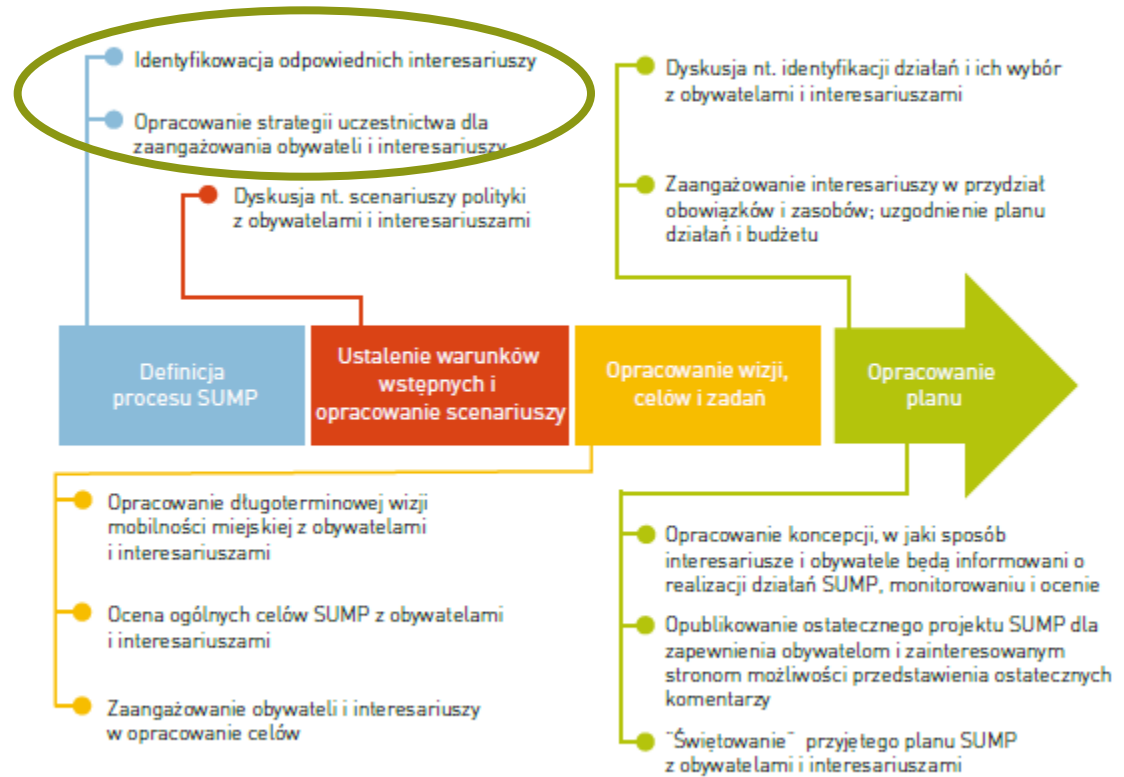 Identyfikowacja odpowiednich interesariuszy
Opracowanie strategii uczestnictwa dla
zaangażowania obywateli i interesariuszy
Dyskusja nt. scenariuszy polityki
z obywatelami i interesariuszami
Dyskusja nt. identyfikacji działań i ich wybór
z obywatelami i interesariuszami
Zaangażowanie interesariuszy w przydział
obowiązków i zasobów; uzgodnienie planu
działań i budżetu
Definicja
procesu SUMP
Ustalenie warunków
wstępnych i
opracowanie scenariuszy
Opracowanie wizji,
celów i zadań
Opracowanie
planu
Opracowanie długoterminowej wizji
mobilności miejskiej z obywatelami
i interesariuszami
Ocena ogólnych celów SUMP z obywatelami
i interesariuszami
Zaangażowanie obywateli i interesariuszy
w opracowanie celów
Opracowanie koncepcji, w jaki sposób
interesariusze i obywatele będą informowani o
realizacji działań SUMP, monitorowaniu i ocenie
Opublikowanie ostatecznego projektu SUMP dla
zapewnienia obywatelom i zainteresowanym
stronom możliwości przedstawienia ostatecznych
komentarzy
¨Świętowanie¨ przyjętego planu SUMP
z obywatelami i interesariuszami